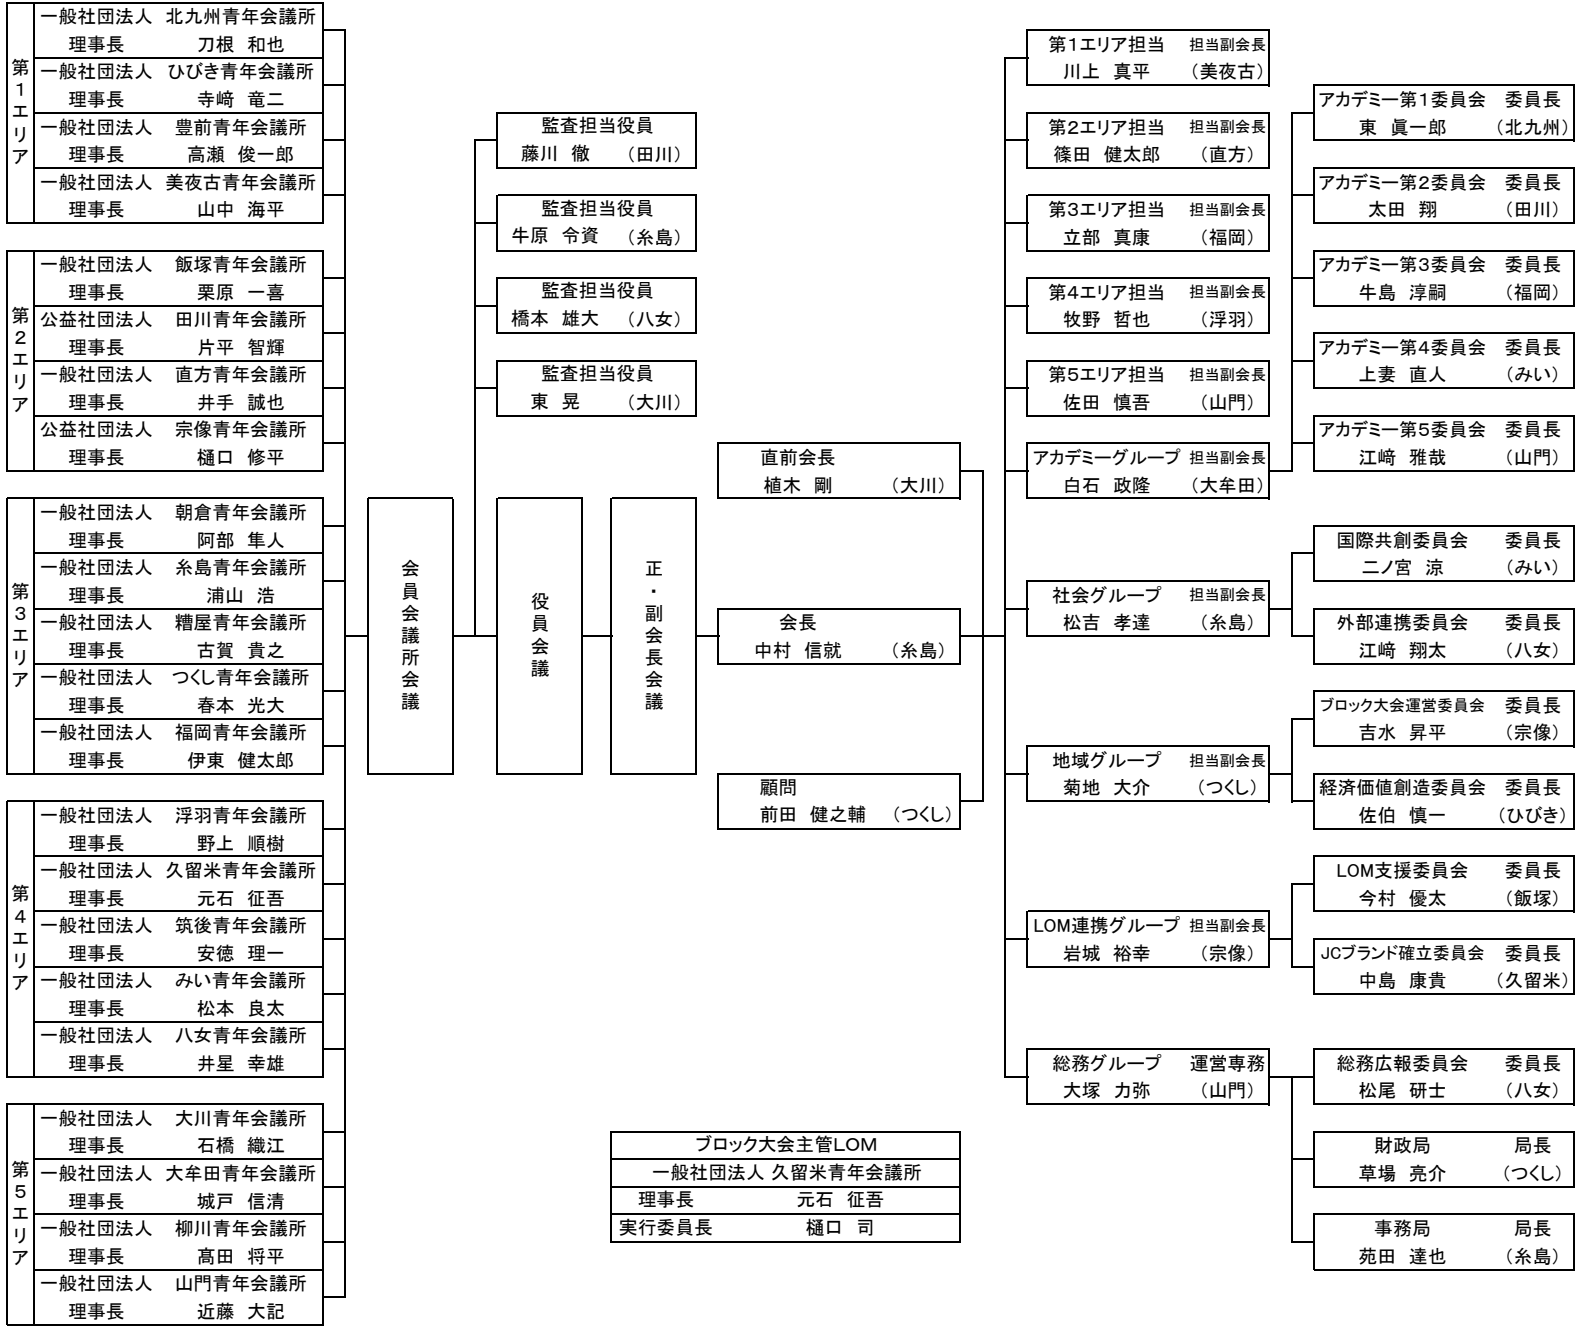 第1エリア
一般社団法人 北九州青年会議所
理事長 刀根 和也
一般社団法人 ひびき青年会議所
理事長 寺﨑 竜二
一般社団法人 豊前青年会議所
理事長 高瀬 俊一郎
一般社団法人 美夜古青年会議所
理事長 山中 海平
第2エリア
一般社団法人 飯塚青年会議所
理事長 栗原 一喜
公益社団法人 田川青年会議所
理事長 片平 智輝
一般社団法人 直方青年会議所
理事長 井手 誠也
公益社団法人 宗像青年会議所
理事長 樋口 修平
第3エリア
一般社団法人 朝倉青年会議所
理事長 阿部 隼人
一般社団法人 糸島青年会議所
理事長 浦山 浩
一般社団法人 糟屋青年会議所
理事長 古賀 貴之
一般社団法人 つくし青年会議所
理事長 春本 光大
一般社団法人 福岡青年会議所
理事長 伊東 健太郎
第4エリア
一般社団法人 浮羽青年会議所
理事長 野上 順樹
一般社団法人 久留米青年会議所
理事長 元石 征吾
一般社団法人 筑後青年会議所
理事長 安徳 理一
一般社団法人 みい青年会議所
理事長 松本 良太
一般社団法人 八女青年会議所
理事長 井星 幸雄
第5エリア
一般社団法人 大川青年会議所
理事長 石橋 織江
一般社団法人 大牟田青年会議所
理事長 城戸 信清
一般社団法人 柳川青年会議所
理事長 髙田 将平
一般社団法人 山門青年会議所
理事長 近藤 大記
会員会議所会議
監査担当役員
藤川 徹 (田川)
監査担当役員
牛原 令資 (糸島)
監査担当役員
橋本 雄大 (八女)
監査担当役員
東 晃 (大川)
役員会議
正・副会長会議
直前会長
植木 剛 (大川)
会長
中村 信就 (糸島)
顧問
前田 健之輔 (つくし)
ブロック大会主管LOM
一般社団法人 久留米青年会議所
理事長 元石 征吾
実行委員長 樋口 司
第1エリア担当 担当副会長
川上 真平 (美夜古)
第2エリア担当 担当副会長
篠田 健太郎 (直方)
第3エリア担当 担当副会長
立部 真康 (福岡)
第4エリア担当 担当副会長
牧野 哲也 (浮羽)
第5エリア担当 担当副会長
佐田 慎吾 (山門)
アカデミーグループ 担当副会長
白石 政隆 (大牟田)
社会グループ 担当副会長
松吉 孝達 (糸島)
地域グループ 担当副会長
菊地 大介 (つくし)
LOM連携グループ 担当副会長
岩城 裕幸 (宗像)
総務グループ 運営専務
大塚 力弥 (山門)
アカデミー第1委員会 委員長
東 眞一郎 (北九州)
アカデミー第2委員会 委員長
太田 翔 (田川)
アカデミー第3委員会 委員長
牛島 淳嗣 (福岡)
アカデミー第4委員会 委員長
上妻 直人 (みい)
アカデミー第5委員会 委員長
江﨑 雅哉 (山門)
国際共創委員会 委員長
二ノ宮 涼 (みい)
外部連携委員会 委員長
江﨑 翔太 (八女)
ブロック大会運営委員会 委員長
吉水 昇平 (宗像)
経済価値創造委員会 委員長
佐伯 慎一 (ひびき)
LOM支援委員会 委員長
今村 優太 (飯塚)
JCブランド確立委員会 委員長
中島 康貴 (久留米)
総務広報委員会 委員長
松尾 研士 (八女)
財政局 局長
草場 亮介 (つくし)
事務局 局長
苑田 達也 (糸島)